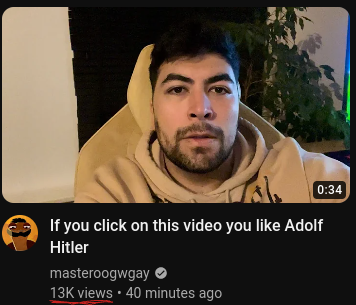 0:34
If you click on this video you like Adolf
Hitler
masteroogwgay
13K views • 40 minutes ago